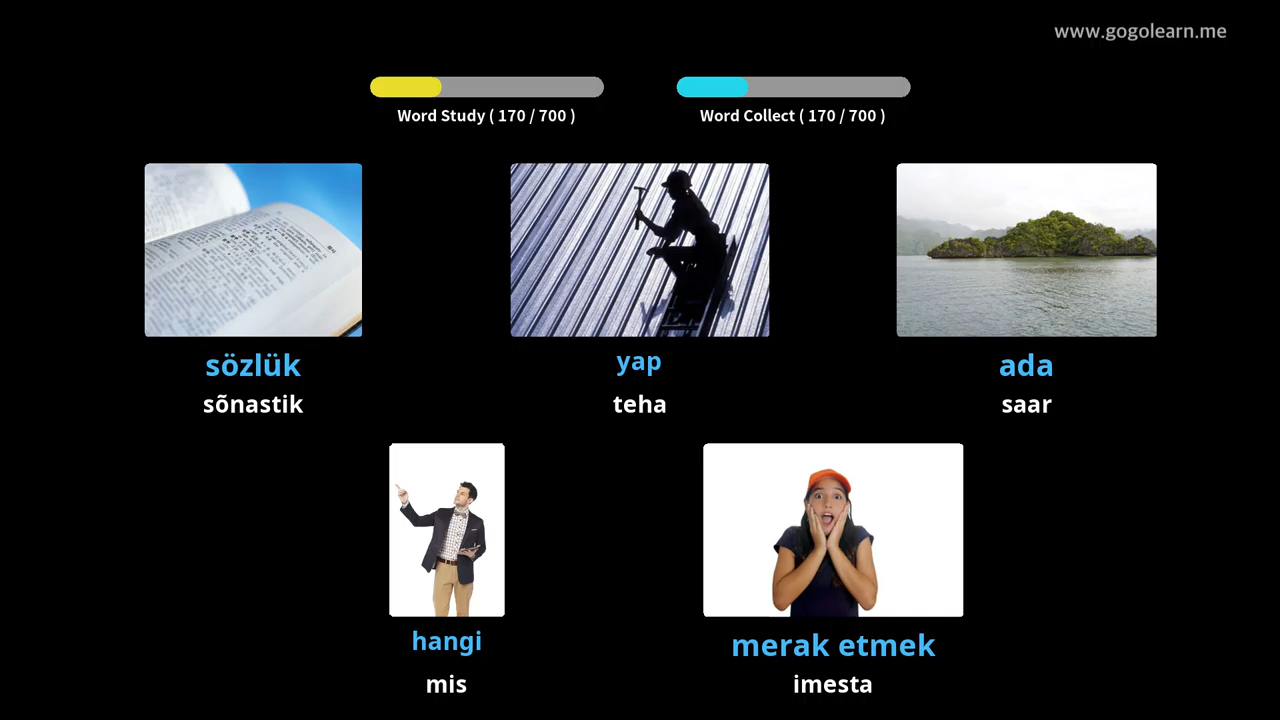 www.gogolearn.me
Word Study ( 170 / 700 )
Word Collect ( 170 / 700 )
sözlük
sõnastik
yap
teha
ada
saar
hangi
mis
merak etmek
imesta